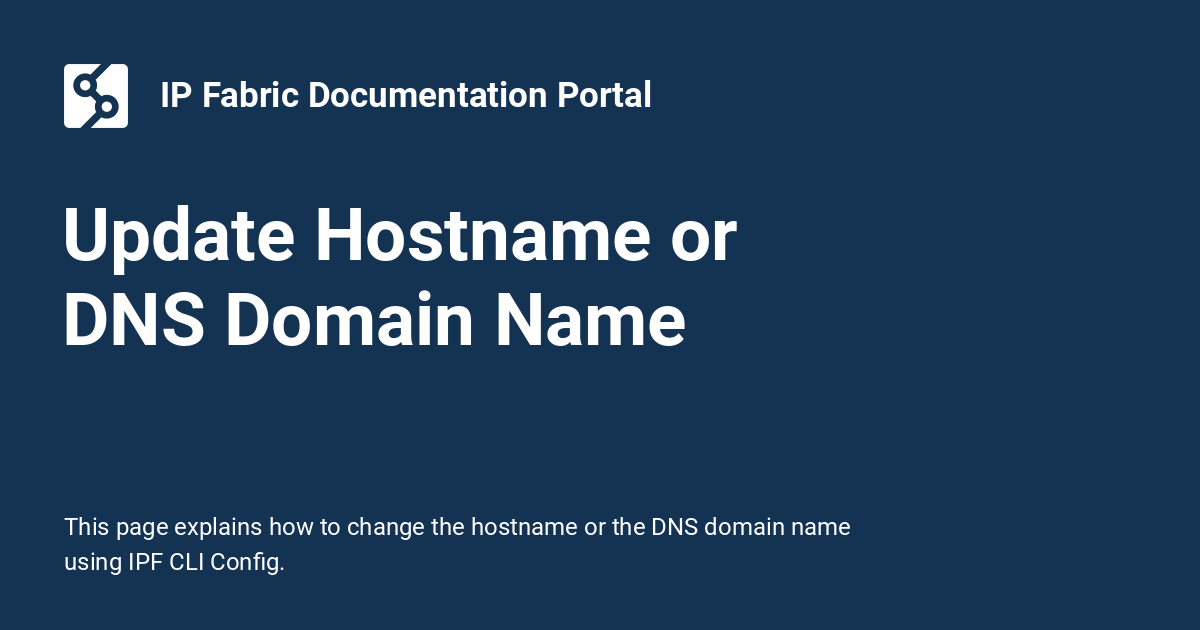 IP Fabric Documentation Portal
Update Hostname or
DNS Domain Name
This page explains how to change the hostname or the DNS domain name
using IPF CLI Config.